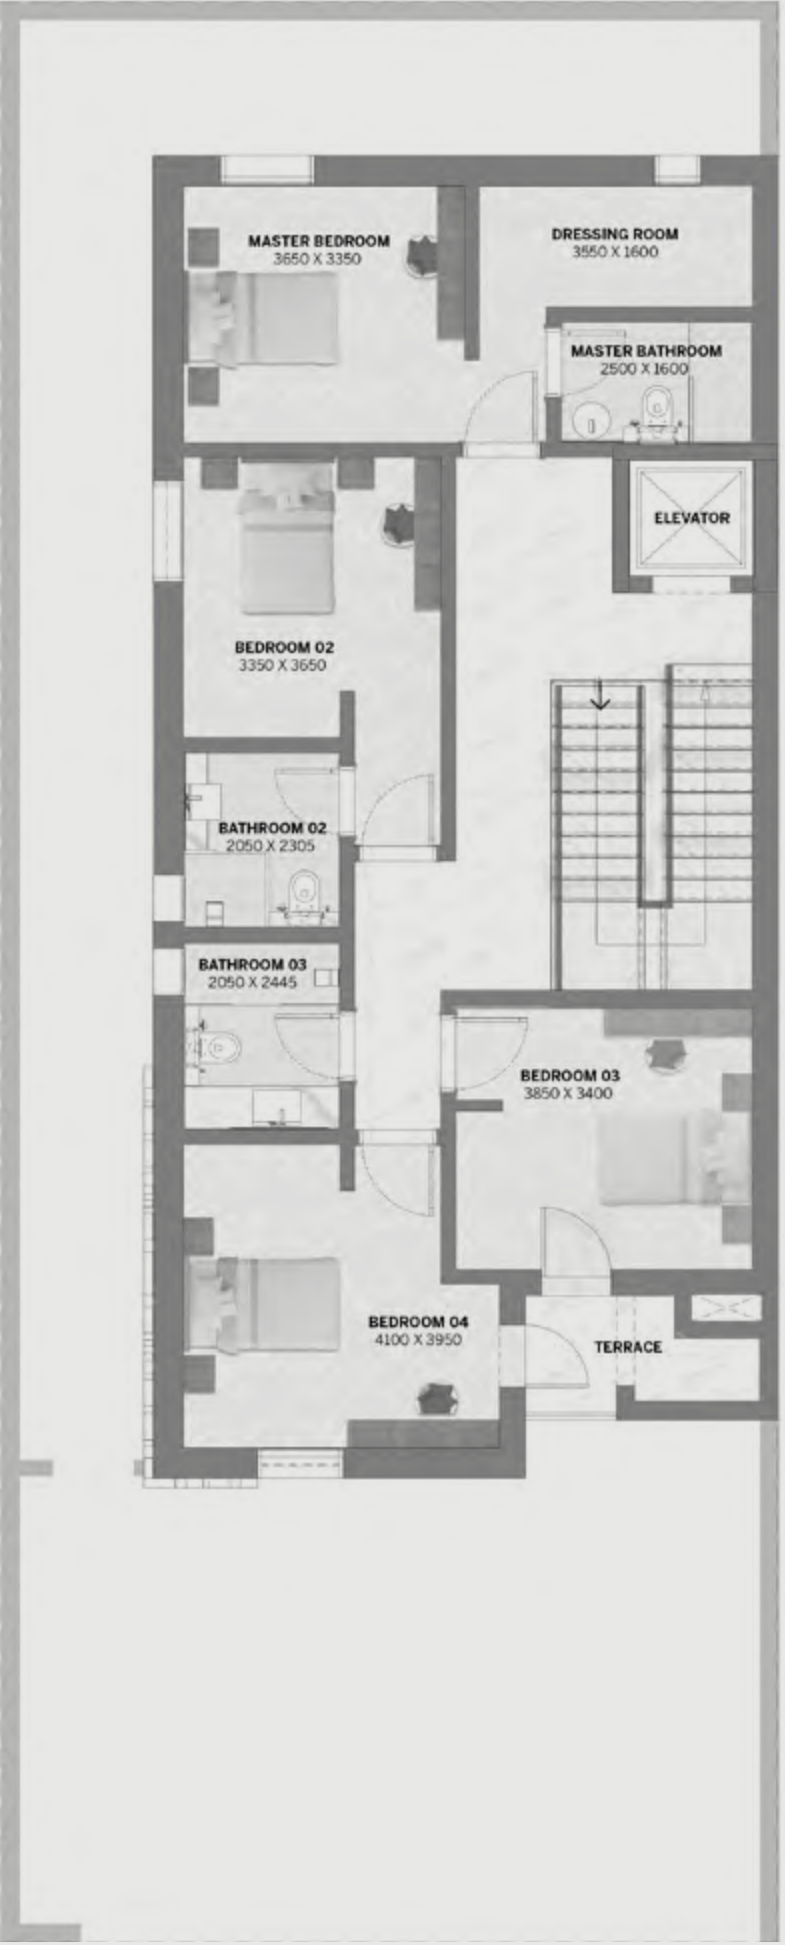 MASTER BEDROOM
3650 X 3350
DRESSING ROOM
3550 X 1600
MASTER BATHROOM
2500 X 1600
ELEVATOR
BEDROOM 02
3350 X 3650
BATHROOM 02
2050 X 2305
BATHROOM 03
2050 X 2445
BEDROOM 03
3850 X 3400
BEDROOM 04
4100 X 3950
TERRACE